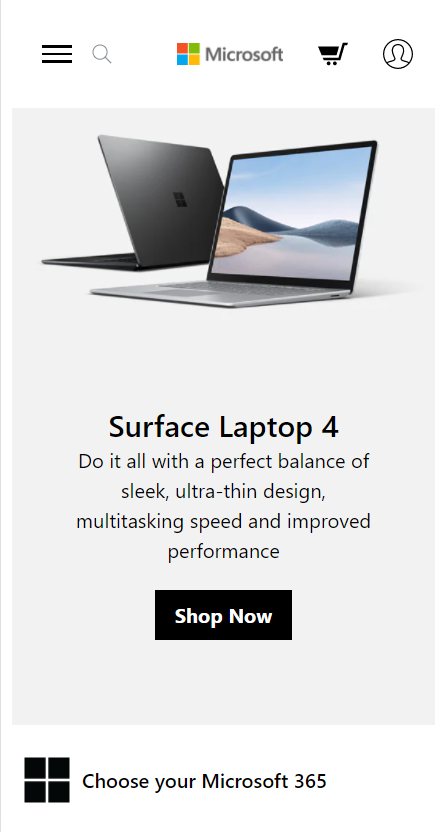 Microsoft
Surface Laptop 4
Do it all with a perfect balance of
sleek, ultra-thin design,
multitasking speed and improved
performance
Shop Now
Choose your Microsoft 365